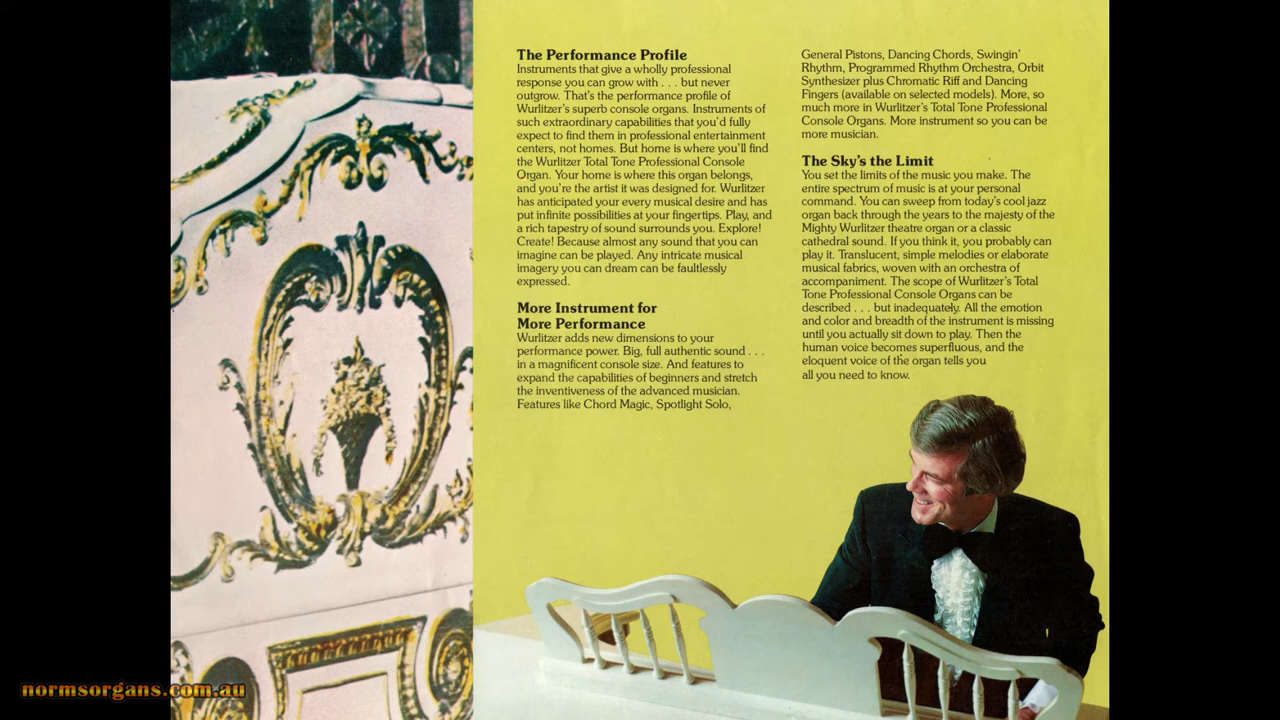 The Performance Profile
Instruments that give a wholly professional
response you can grow with . . . but never
outgrow. That's the performance profile of
Wurlitzer's superb console organs. Instruments of
such extraordinary capabilities that you'd fully
expect to find them in professional entertainment
centers, not homes. But home is where you'll find
the Wurlitzer Total Tone Professional Console
Organ. Your home is where this organ belongs,
and you're the artist it was designed for. Wurlitzer
has anticipated your every musical desire and has
put infinite possibilities at your fingertips. Play, and
a rich tapestry of sound surrounds you. Explore!
Create! Because almost any sound that you can
imagine can be played. Any intricate musical
imagery you can dream can be faultlessly
expressed.
More Instrument for
More Performance
Wurlitzer adds new dimensions to your
performance power. Big, full authentic sound . . .
in a magnificent console size. And features to
expand the capabilities of beginners and stretch
the inventiveness of the advanced musician.
Features like Chord Magic, Spotlight Solo,
General Pistons, Dancing Chords, Swingin'
Rhythm, Programmed Rhythm Orchestra, Orbit
Synthesizer plus Chromatic Riff and Dancing
Fingers (available on selected models). More, so
much more in Wurlitzer's Total Tone Professional
Console Organs. More instrument so you can be
more musician.
The Sky's the Limit
You set the limits of the music you make. The
entire spectrum of music is at your personal
command. You can sweep from today's cool jazz
organ back through the years to the majesty of the
Mighty Wurlitzer theatre organ or a classic
cathedral sound. If you think it, you probably can
play it. Translucent, simple melodies or elaborate
musical fabrics, woven with an orchestra of
accompaniment. The scope of Wurlitzer's Total
Tone Professional Console Organs can be
described . . . but inadequately. All the emotion
and color and breadth of the instrument is missing
until you actually sit down to play. Then the
human voice becomes superfluous, and the
eloquent voice of the organ tells you
all you need to know.
normsorgans.com.au